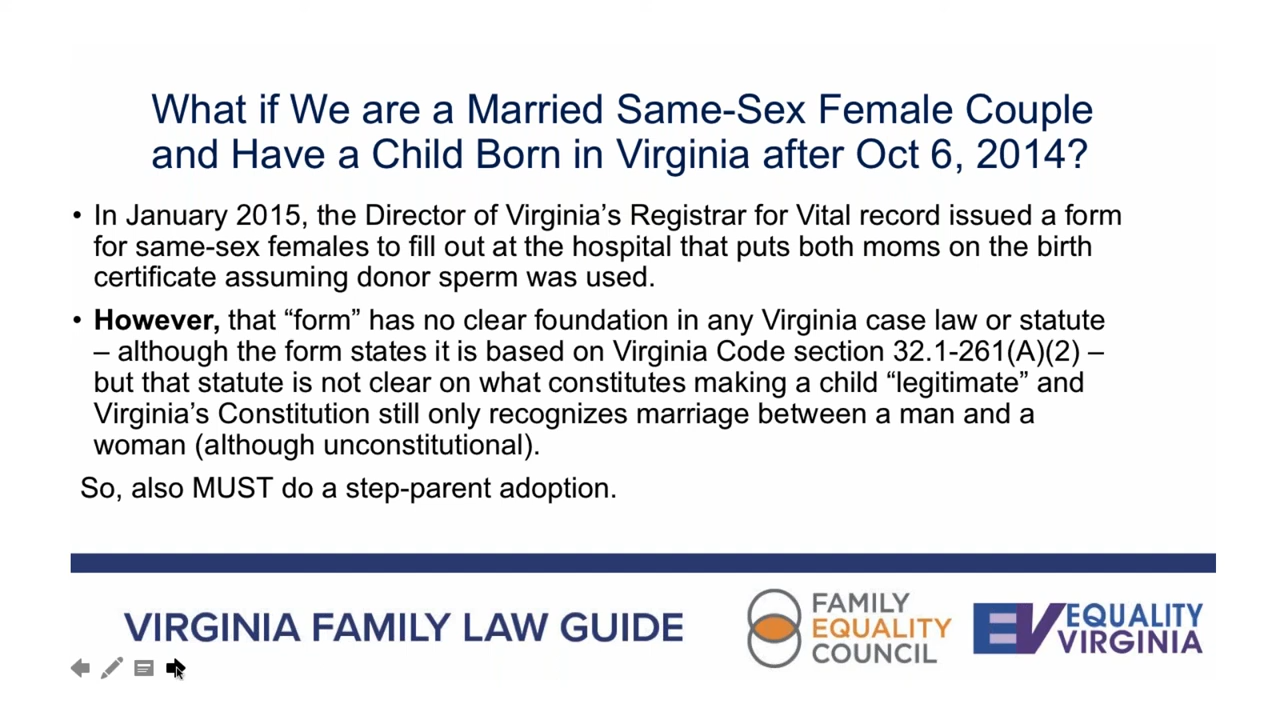 What if We are a Married Same-Sex Female Couple
and Have a Child Born in Virginia after Oct 6, 2014?
• In January 2015, the Director of Virginia’s Registrar for Vital record issued a form
for same-sex females to fill out at the hospital that puts both moms on the birth
certificate assuming donor sperm was used.
• However, that “form” has no clear foundation in any Virginia case law or statute
– although the form states it is based on Virginia Code section 32.1-261(A)(2) –
but that statute is not clear on what constitutes making a child “legitimate” and
Virginia’s Constitution still only recognizes marriage between a man and a
woman (although unconstitutional).
So, also MUST do a step-parent adoption.
VIRGINIA FAMILY LAW GUIDE
FAMILY
EQUALITY
COUNCIL
EV EQUALITY
VIRGINIA